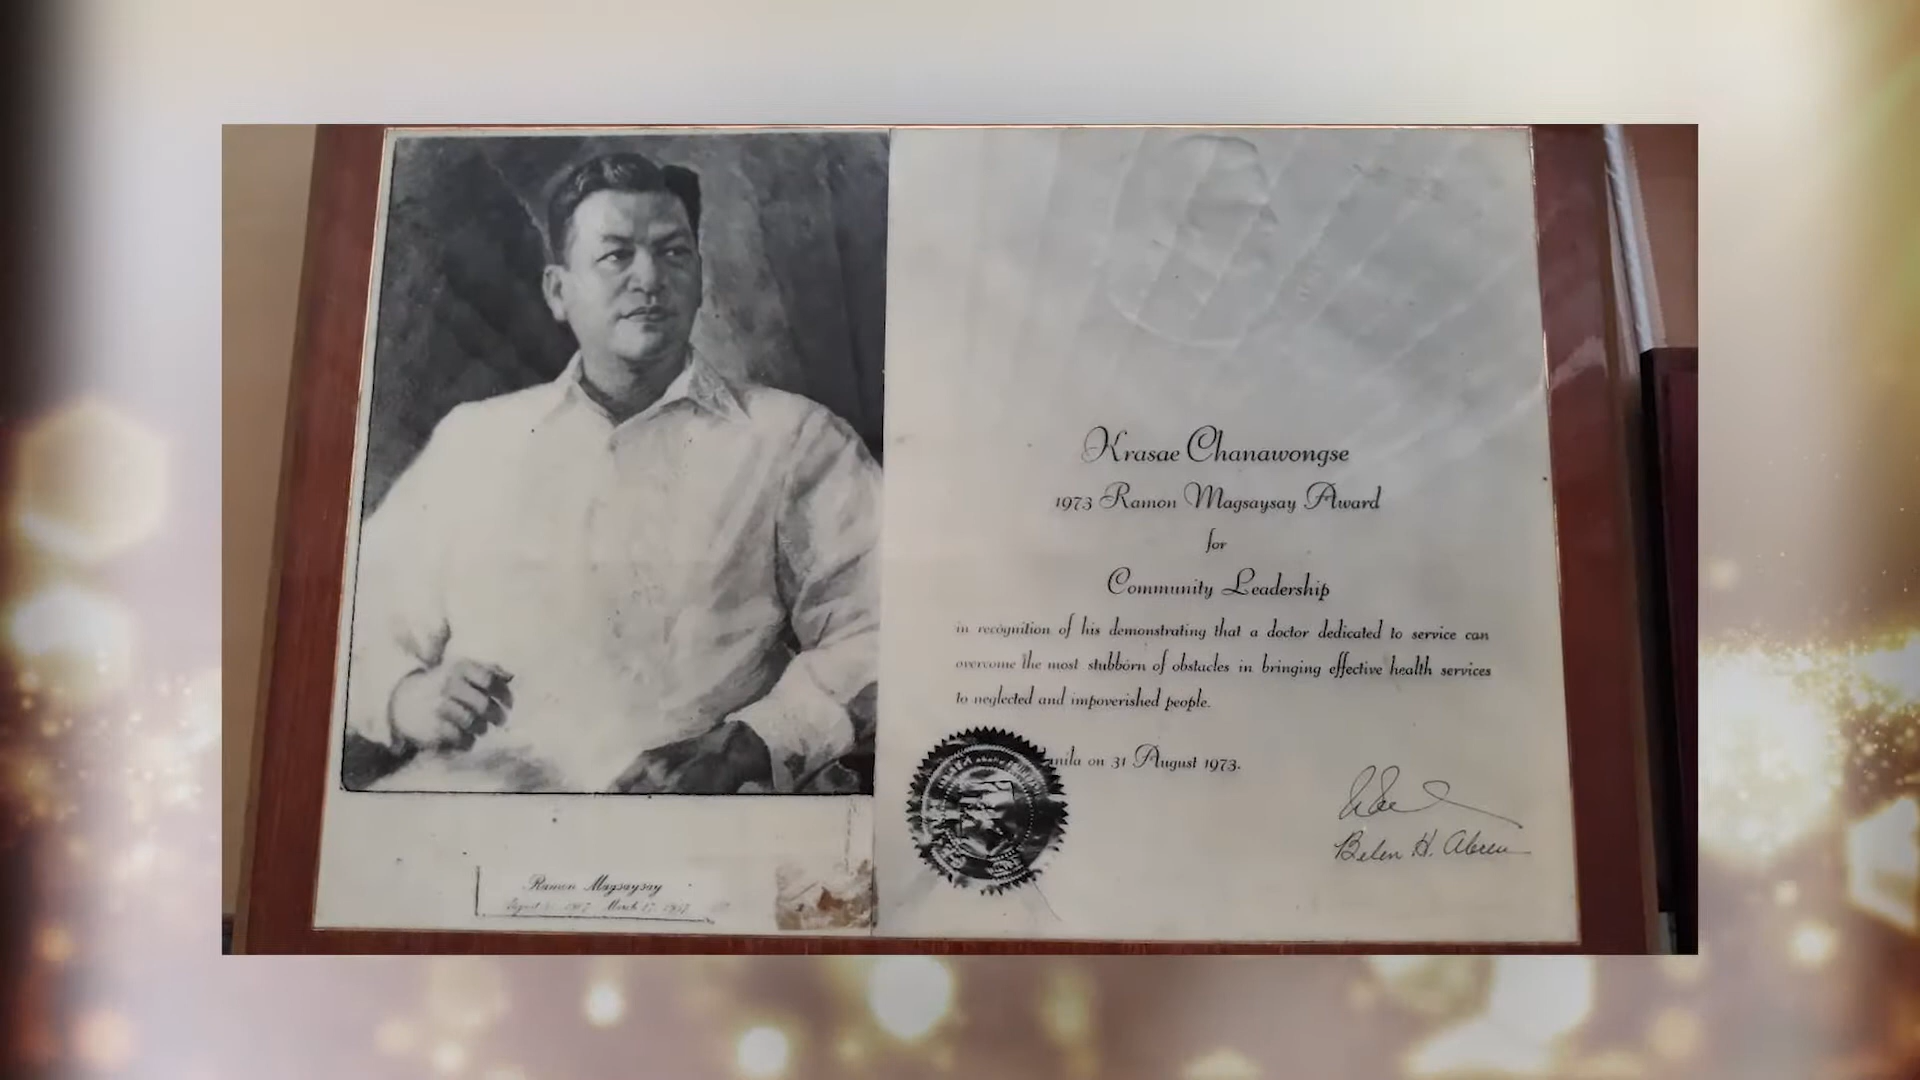 Krasae Chanawongse
1973 Ramon Magsaysay Award
for
Community Leadership
in recognition of his demonstrating that a doctor dedicated to service can
overcome the most stubborn of obstacles in bringing effective health services
to neglected and impoverished people.
nila on 31 August 1973.
Belen H. Abreu
Ramon Magsaysay